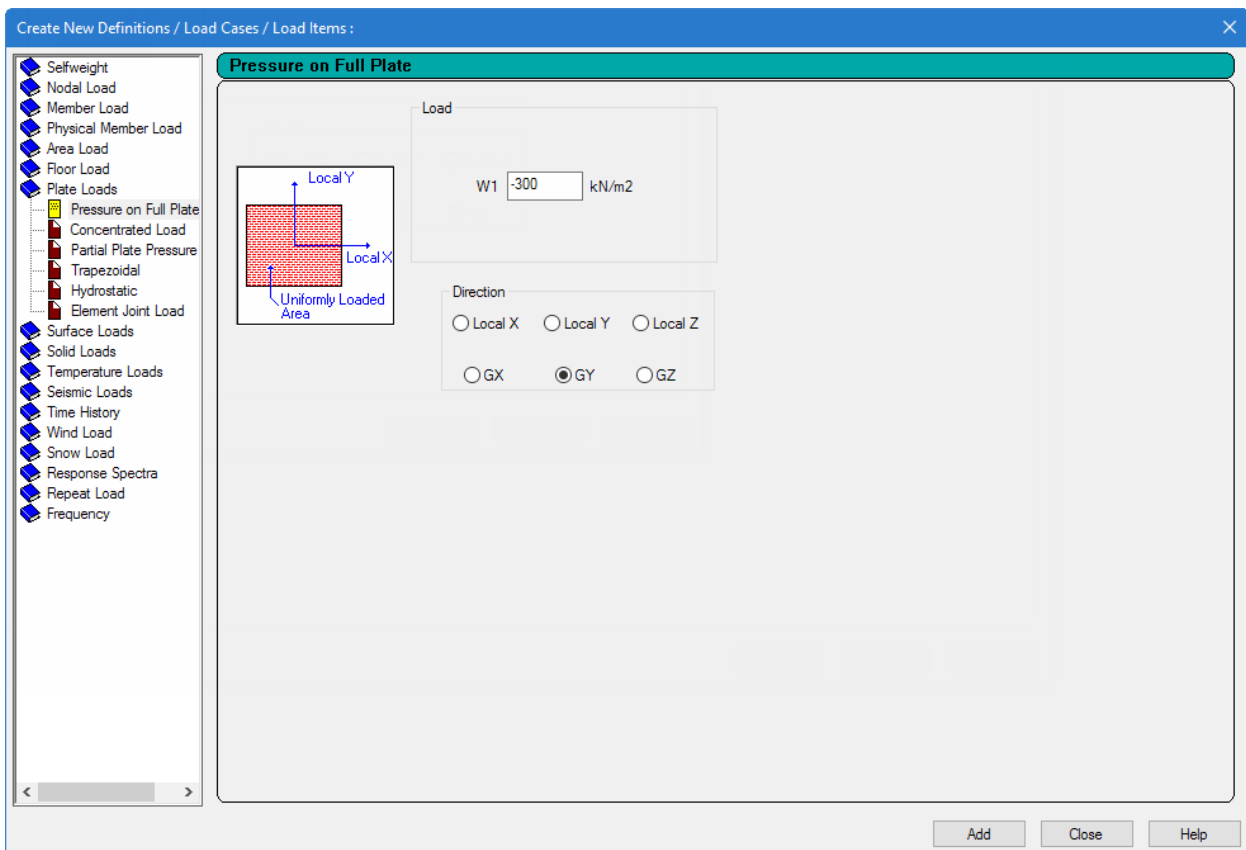 Create New Definitions / Load Cases / Load Items :
Selfweight
Nodal Load
Member Load
Physical Member Load
Area Load
Floor Load
Plate Loads
Pressure on Full Plate
Concentrated Load
Partial Plate Pressure
Trapezoidal
Hydrostatic
Element Joint Load
Surface Loads
Solid Loads
Temperature Loads
Seismic Loads
Time History
Wind Load
Snow Load
Response Spectra
Repeat Load
Frequency
Pressure on Full Plate
Local Y
Local X
Uniformly Loaded
Area
Load
W1 -300 kN/m2
Direction
Local X Local Y Local Z
GX GY GZ
Add Close Help